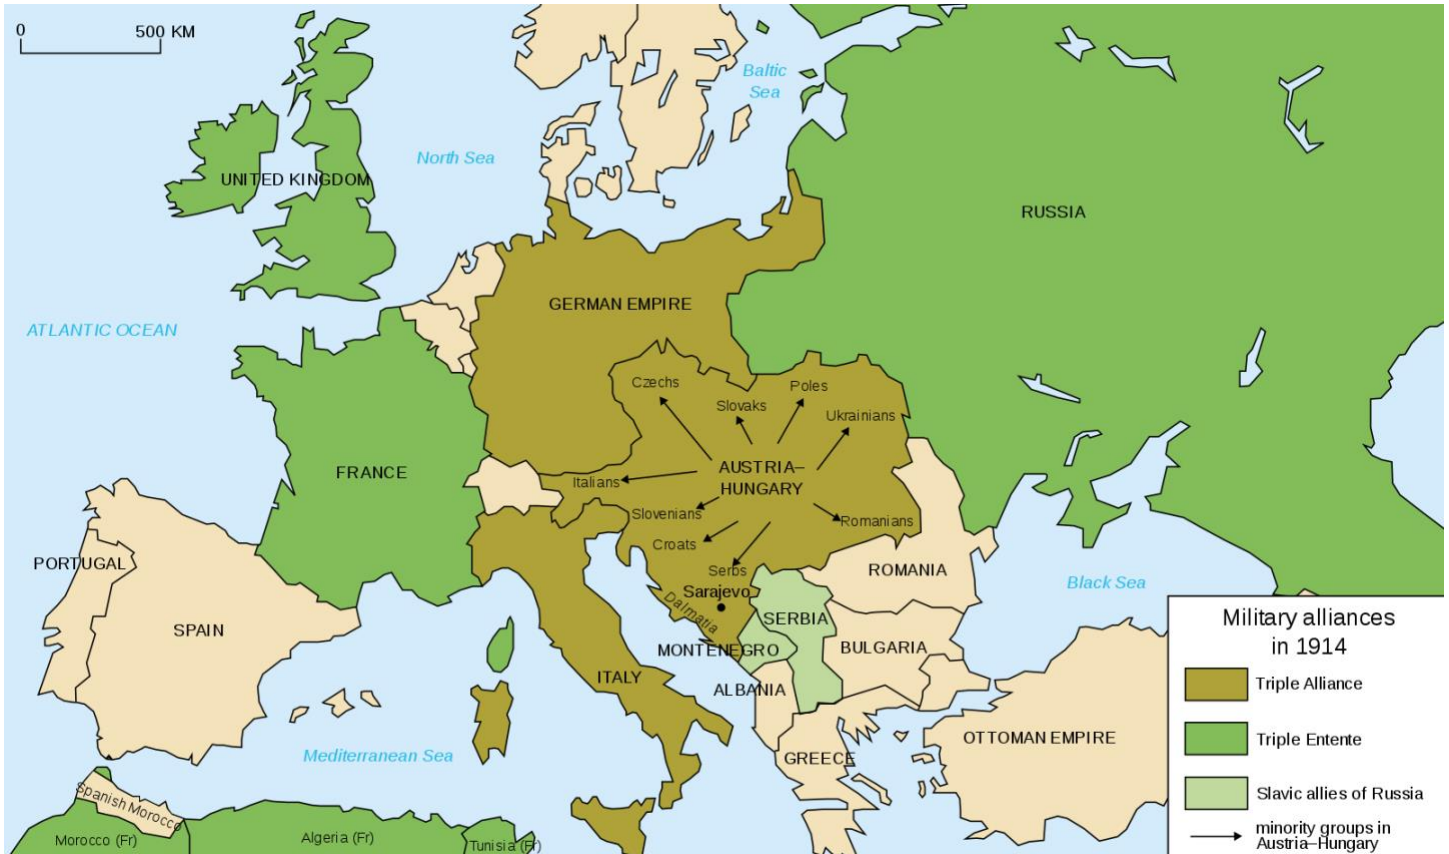 0 500 KM
Baltic
Sea
North Sea
UNITED KINGDOM
RUSSIA
GERMAN EMPIRE
ATLANTIC OCEAN
Czechs
Poles
Slovaks
Ukrainians
FRANCE
AUSTRIA–
HUNGARY
Italians
Slovenians
Romanians
Croats
PORTUGAL
Serbs
ROMANIA
Black Sea
Sarajevo
Dalmatia
SERBIA
SPAIN
MONTENEGRO
BULGARIA
ITALY
ALBANIA
OTTOMAN EMPIRE
Mediterranean Sea
GREECE
Spanish Morocco
Morocco (Fr)
Algeria (Fr)
Tunisia (Fr)
Military alliances
in 1914
Triple Alliance
Triple Entente
Slavic allies of Russia
minority groups in
Austria–Hungary